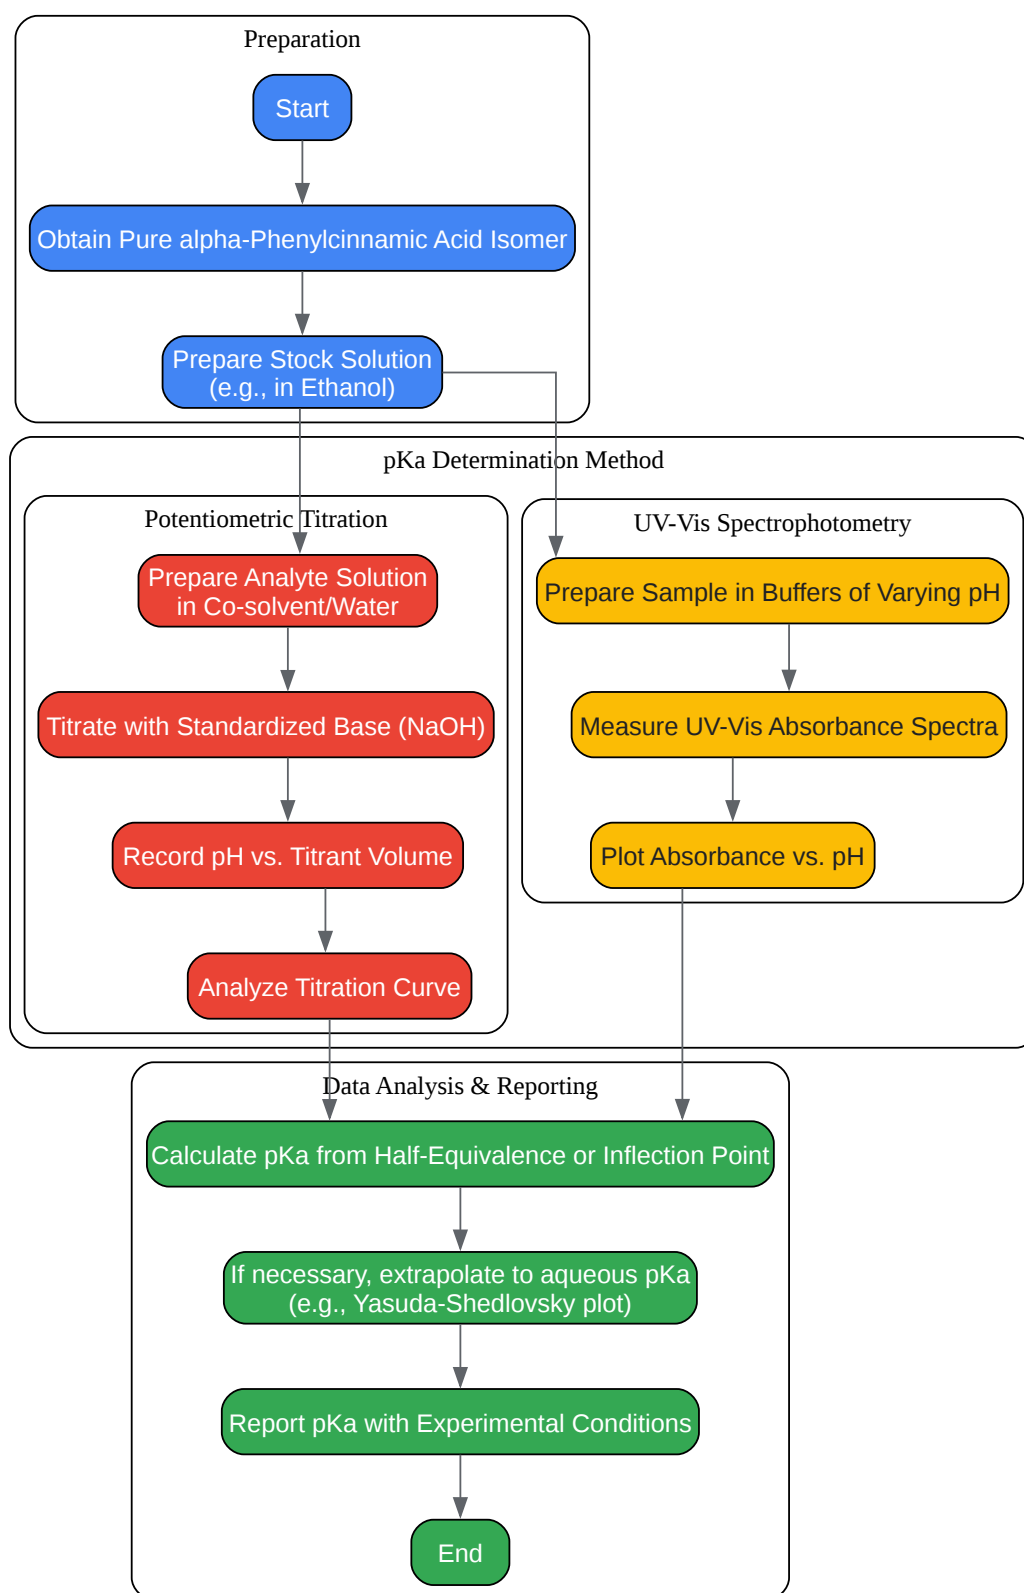 Preparation
Start
Obtain Pure alpha-Phenylcinnamic Acid Isomer
Prepare Stock Solution
(e.g., in Ethanol)
pKa Determination Method
Potentiometric Titration
Prepare Analyte Solution
in Co-solvent/Water
Titrate with Standardized Base (NaOH)
Record pH vs. Titrant Volume
Analyze Titration Curve
UV-Vis Spectrophotometry
Prepare Sample in Buffers of Varying pH
Measure UV-Vis Absorbance Spectra
Plot Absorbance vs. pH
Data Analysis & Reporting
Calculate pKa from Half-Equivalence or Inflection Point
If necessary, extrapolate to aqueous pKa
(e.g., Yasuda-Shedlovsky plot)
Report pKa with Experimental Conditions
End